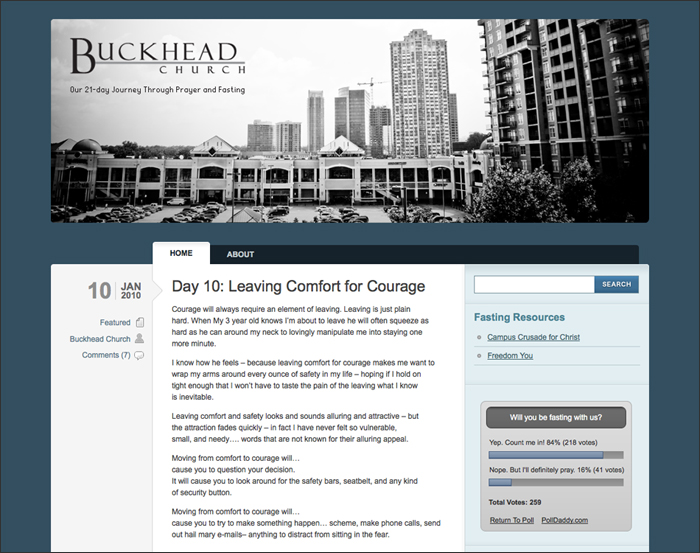 BUCKHEAD
CHURCH
Our 21-day Journey Through Prayer and Fasting
HOME
ABOUT
10 JAN 2010
Featured
Buckhead Church
Comments (7)
Day 10: Leaving Comfort for Courage
Courage will always require an element of leaving. Leaving is just plain
hard. When My 3 year old knows I'm about to leave he will often squeeze as
hard as he can around my neck to lovingly manipulate me into staying one
more minute.
I know how he feels – because leaving comfort for courage makes me want to
wrap my arms around every ounce of safety in my life – hoping if I hold on
tight enough that I won't have to taste the pain of the leaving what I know
is inevitable.
Leaving comfort and safety looks and sounds alluring and attractive – but
the attraction fades quickly – in fact I have never felt so vulnerable,
small, and needy…. words that are not known for their alluring appeal.
Moving from comfort to courage will…
cause you to question your decision.
It will cause you to look around for the safety bars, seatbelt, and any kind
of security button.
Moving from comfort to courage will…
cause you to try to make something happen… scheme, make phone calls, send
out hail mary e-mails– anything to distract from sitting in the fear.
SEARCH
Fasting Resources
Campus Crusade for Christ
Freedom You
Will you be fasting with us?
Yep. Count me in! 84% (218 votes)
Nope. But I'll definitely pray. 16% (41 votes)
Total Votes: 259
Return To Poll PollDaddy.com